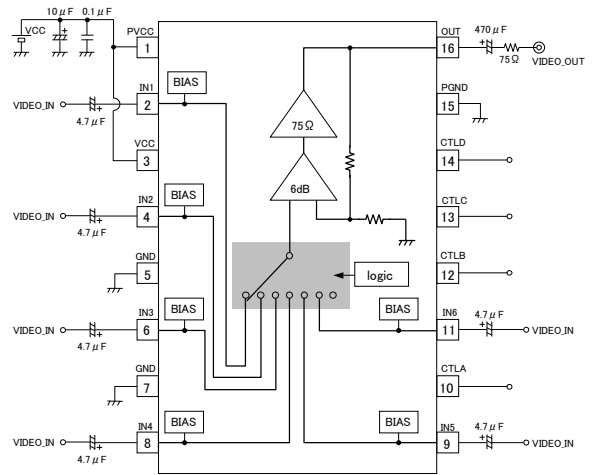 10μF 0.1μF
VCC
PVCC
1
IN1
2
BIAS
VIDEO_IN
4.7μF
VCC
3
IN2
4
BIAS
VIDEO_IN
4.7μF
GND
5
IN3
6
BIAS
VIDEO_IN
4.7μF
GND
7
IN4
8
BIAS
VIDEO_IN
4.7μF
75Ω
6dB
logic
OUT
16
470μF
75Ω
VIDEO_OUT
PGND
15
CTLD
14
CTLC
13
CTLB
12
IN6
11
BIAS
4.7μF
VIDEO_IN
CTLA
10
IN5
9
BIAS
4.7μF
VIDEO_IN